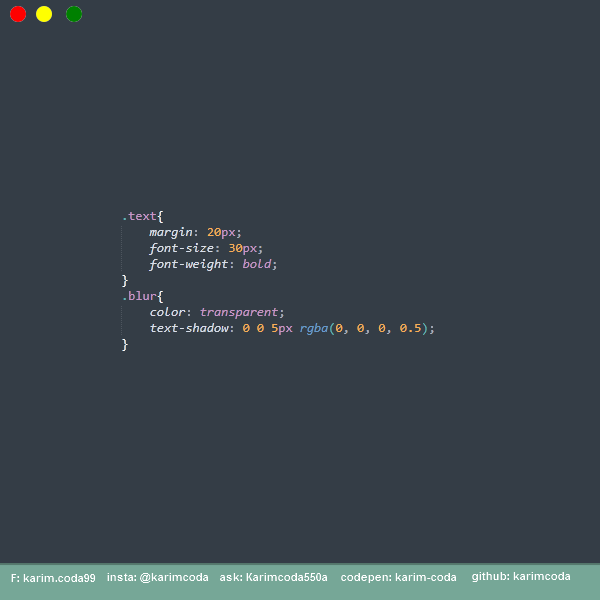 .text{
    margin: 20px;
    font-size: 30px;
    font-weight: bold;
}
.blur{
    color: transparent;
    text-shadow: 0 0 5px rgba(0, 0, 0, 0.5);
}
F: karim.coda99 insta: @karimcoda ask: Karimcoda550a codepen: karim-coda github: karimcoda